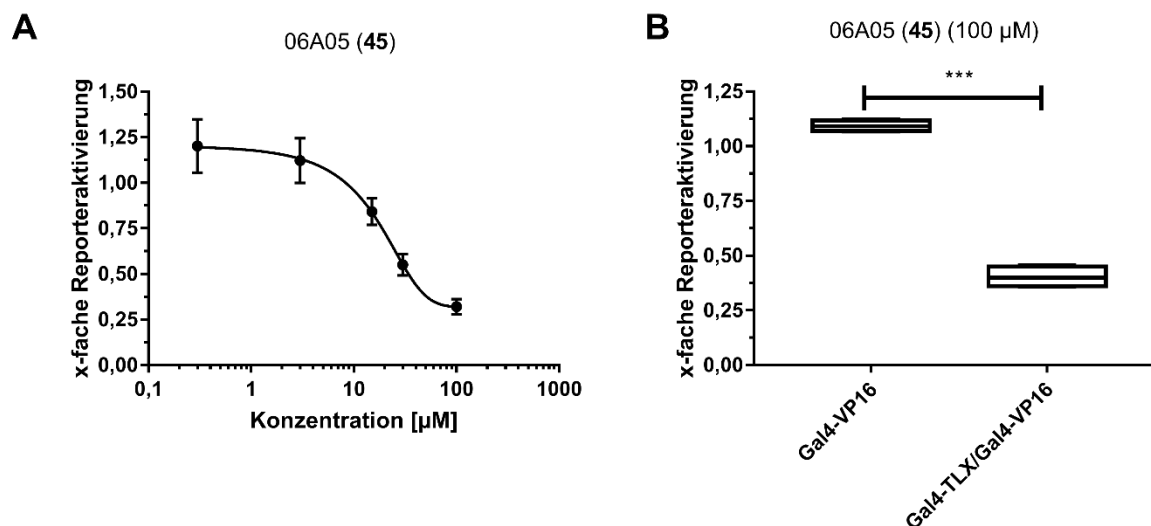 A
06A05 (45)
x-fache Reporteraktivierung
1,50
1,25
1,00
0,75
0,50
0,25
0,00
0,1
1
10
100
1000
Konzentration [µM]
B
06A05 (45) (100 µM)
***
x-fache Reporteraktivierung
1,25
1,00
0,75
0,50
0,25
0,00
Gal4-VP16
Gal4-TLX/Gal4-VP16